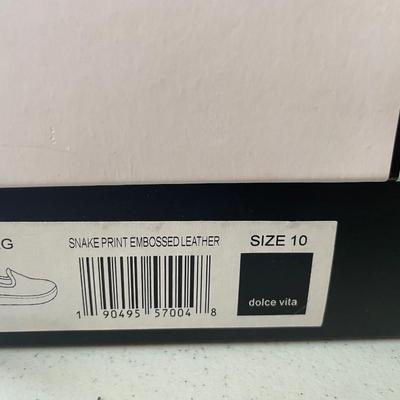 SNAKE PRINT EMBOSSED LEATHER
SIZE 10
dolce vita
1 90495 57004 8